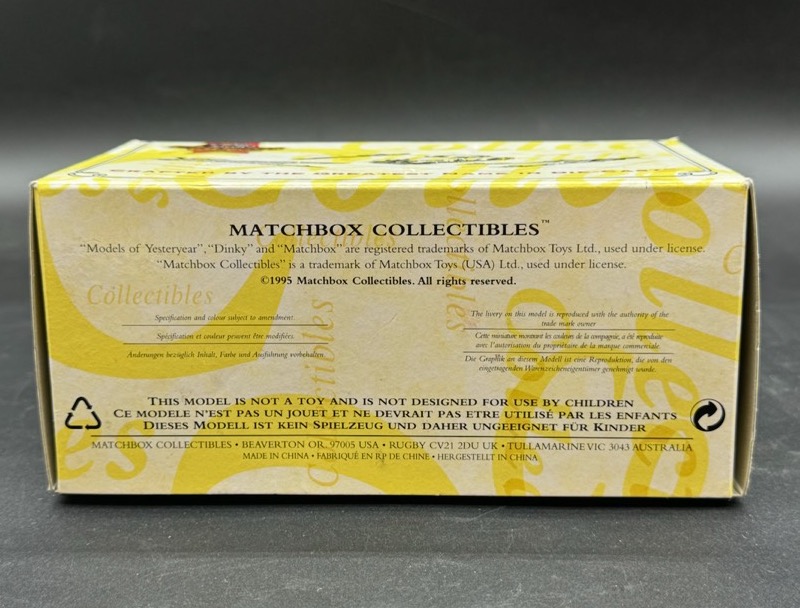 CRAFTED BY THE GREATEST NAME IN DIE-CAST
MATCHBOX COLLECTIBLES™
"Models of Yesteryear", "Dinky" and "Matchbox" are registered trademarks of Matchbox Toys Ltd., used under license.
"Matchbox Collectibles" is a trademark of Matchbox Toys (USA) Ltd., used under license.
©1995 Matchbox Collectibles. All rights reserved.
Collectibles
Specification and colour subject to amendment.
Spécification et couleur peuvent être modifiées.
Änderungen bezüglich Inhalt, Farbe und Ausführung vorbehalten.
The livery on this model is reproduced with the authority of the
trade mark owner
Cette miniature montrant les couleurs de la compagnie, a été reproduite
avec l'autorisation du propriétaire de la marque commerciale.
Die Graphik an diesem Modell ist eine Reproduktion, die von den
eingetragenen Warenzeicheneigentümer genehmigt wurde.
THIS MODEL IS NOT A TOY AND IS NOT DESIGNED FOR USE BY CHILDREN
CE MODELE N'EST PAS UN JOUET ET NE DEVRAIT PAS ETRE UTILISÉ PAR LES ENFANTS
DIESES MODELL IST KEIN SPIELZEUG UND DAHER UNGEEIGNET FÜR KINDER
MATCHBOX COLLECTIBLES • BEAVERTON OR. 97005 USA • RUGBY CV21 2DU UK • TULLAMARINE VIC 3043 AUSTRALIA
MADE IN CHINA • FABRIQUÉ EN RP DE CHINE • HERGESTELLT IN CHINA